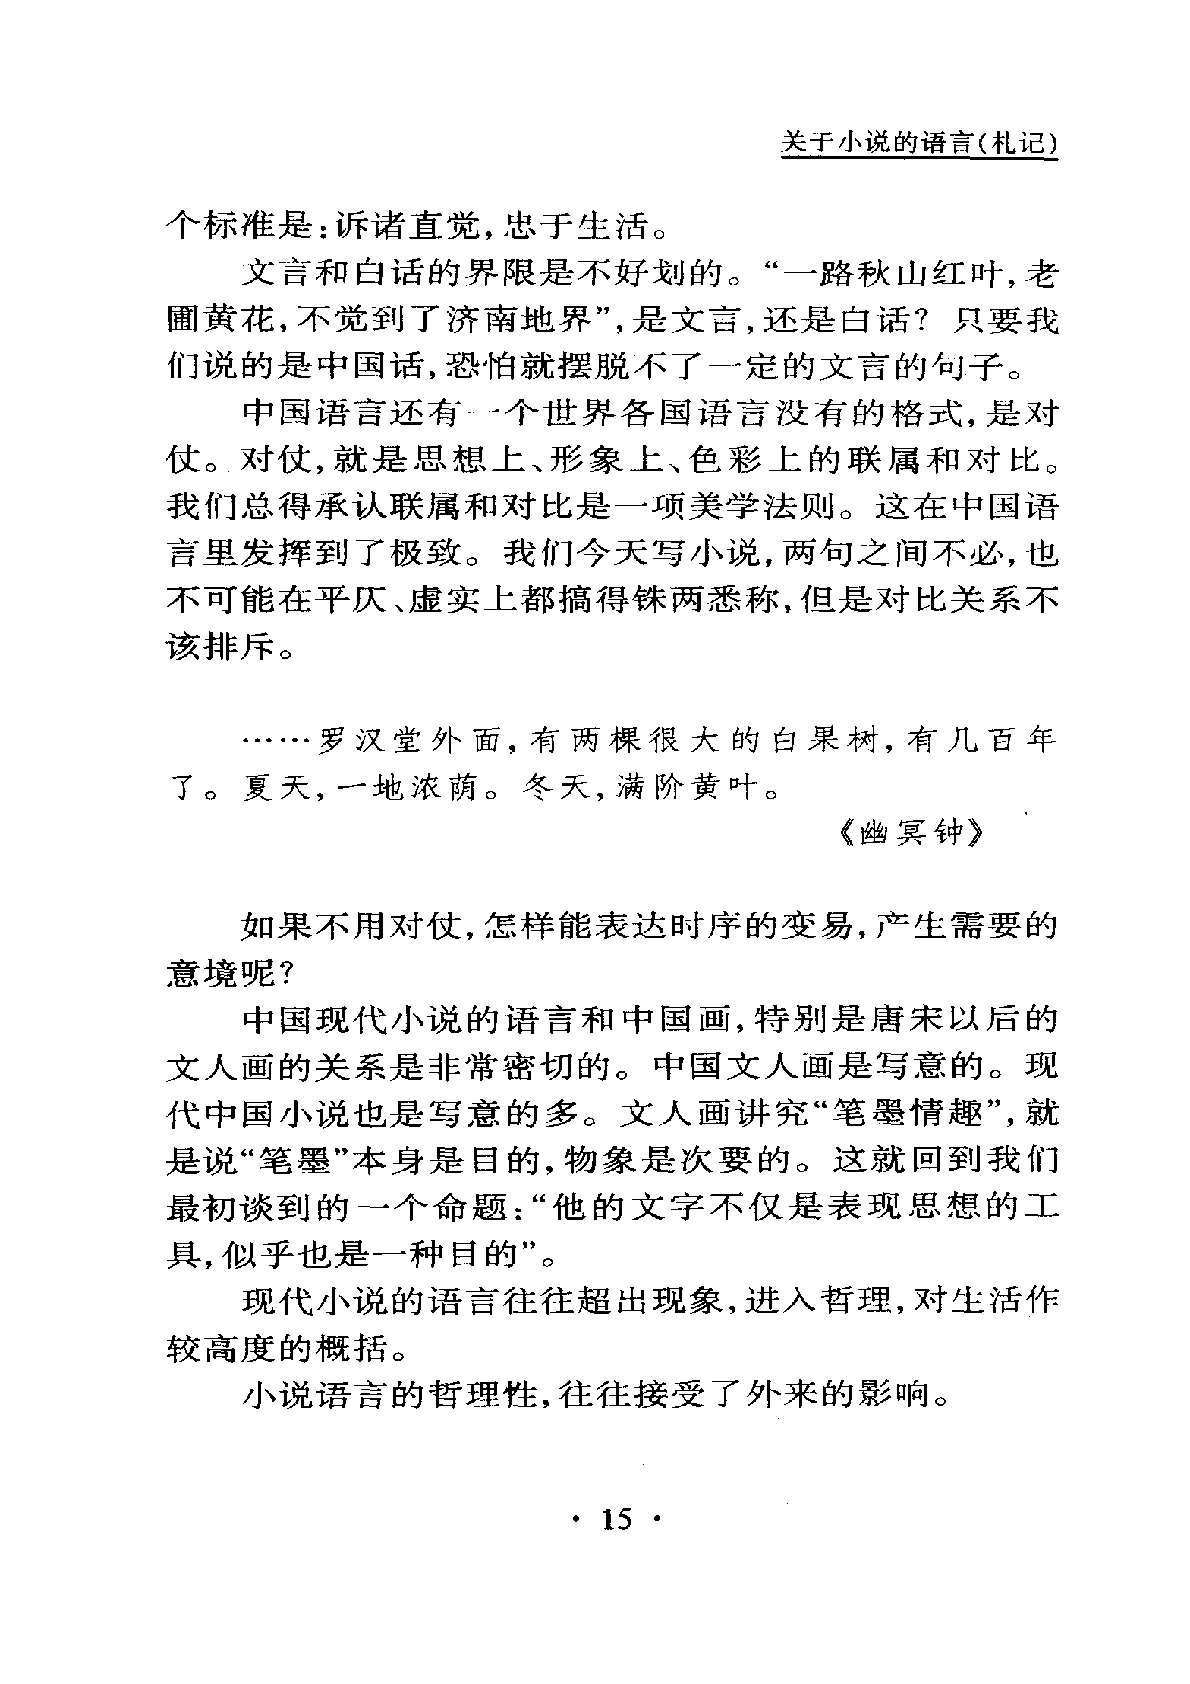 关于小说的语言(札记)
个标准是:诉诸直觉,忠于生活。
文言和白话的界限是不好划的。“一路秋山红叶,老
圃黄花,不觉到了济南地界”,是文言,还是白话? 只要我
们说的是中国话,恐怕就摆脱不了一定的文言的句子。
中国语言还有一个世界各国语言没有的格式,是对
仗。对仗,就是思想上、形象上、色彩上的联属和对比。
我们总得承认联属和对比是一项美学法则。这在中国语
言里发挥到了极致。我们今天写小说,两句之间不必,也
不可能在平仄、虚实上都搞得铢两悉称,但是对比关系不
该排斥。
……罗汉堂外面,有两棵很大的白果树,有几百年
了。夏天,一地浓荫。冬天,满阶黄叶。
《幽冥钟》
如果不用对仗,怎样能表达时序的变易,产生需要的
意境呢?
中国现代小说的语言和中国画,特别是唐宋以后的
文人画的关系是非常密切的。中国文人画是写意的。现
代中国小说也是写意的多。文人画讲究“笔墨情趣”,就
是说“笔墨”本身是目的,物象是次要的。这就回到我们
最初谈到的一个命题:“他的文字不仅是表现思想的工
具,似乎也是一种目的”。
现代小说的语言往往超出现象,进入哲理,对生活作
较高度的概括。
小说语言的哲理性,往往接受了外来的影响。
· 15 ·